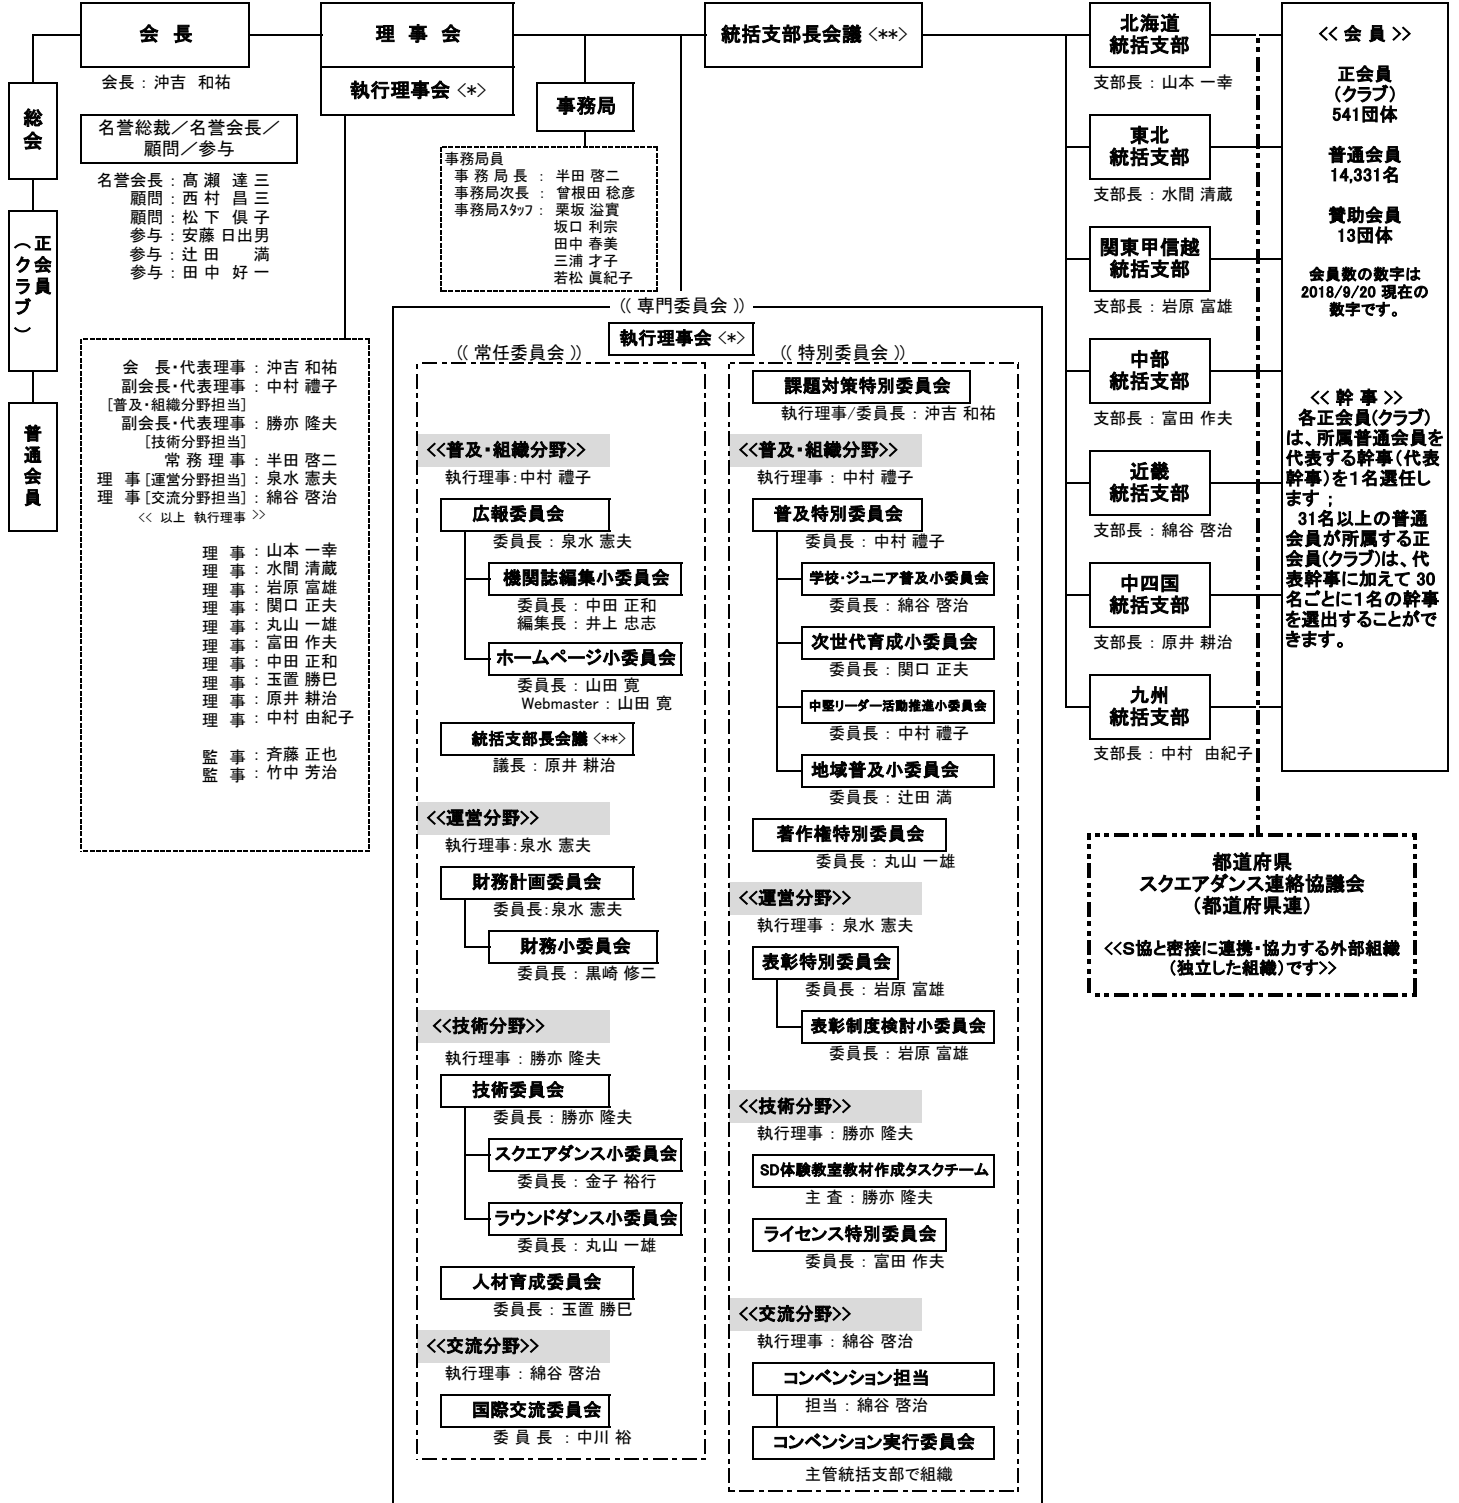 会 長
会長 : 沖吉 和祐
総会
正会員(クラブ)
普通会員
名誉総裁／名誉会長／
顧問／参与
名誉会長 : 髙 瀨 達 三
顧問 : 西 村 昌 三
顧問 : 松 下 倶 子
参与 : 安藤 日出男
参与 : 辻 田 満
参与 : 田 中 好 一
理 事 会
執行理事会 <*>
会 長・代表理事 : 沖吉 和祐
副会長・代表理事 : 中村 禮子
[普及・組織分野担当]
副会長・代表理事 : 勝亦 隆夫
[技術分野担当]
常 務 理 事 : 半田 啓二
理 事 [運営分野担当] : 泉水 憲夫
理 事 [交流分野担当] : 綿谷 啓治
<< 以上 執行理事 >>
理 事 : 山本 一幸
理 事 : 水間 清蔵
理 事 : 岩原 富雄
理 事 : 関口 正夫
理 事 : 丸山 一雄
理 事 : 富田 作夫
理 事 : 中田 正和
理 事 : 玉置 勝巳
理 事 : 原井 耕治
理 事 : 中村 由紀子
監 事 : 斉藤 正也
監 事 : 竹中 芳治
事務局
事務局員
事 務 局 長 : 半田 啓二
事務局次長 : 曾根田 稔彦
事務局スタッフ : 栗坂 溢實
坂口 利宗
田中 春美
三浦 才子
若松 眞紀子
統括支部長会議 <**>
(( 専門委員会 ))
執行理事会 <*>
(( 常任委員会 ))
<<普及・組織分野>>
執行理事:中村 禮子
広報委員会
委員長 : 泉水 憲夫
機関誌編集小委員会
委員長 : 中田 正和
編集長 : 井上 忠志
ホームページ小委員会
委員長 : 山田 寛
Webmaster : 山田 寛
統括支部長会議 <**>
議長 : 原井 耕治
<<運営分野>>
執行理事:泉水 憲夫
財務計画委員会
委員長:泉水 憲夫
財務小委員会
委員長 : 黒崎 修二
<<技術分野>>
執行理事 : 勝亦 隆夫
技術委員会
委員長 : 勝亦 隆夫
スクエアダンス小委員会
委員長 : 金子 裕行
ラウンドダンス小委員会
委員長 : 丸山 一雄
人材育成委員会
委員長 : 玉置 勝巳
<<交流分野>>
執行理事 : 綿谷 啓治
国際交流委員会
委 員 長 : 中川 裕
(( 特別委員会 ))
課題対策特別委員会
執行理事/委員長 : 沖吉 和祐
<<普及・組織分野>>
執行理事 : 中村 禮子
普及特別委員会
委員長 : 中村 禮子
学校・ジュニア普及小委員会
委員長 : 綿谷 啓治
次世代育成小委員会
委員長 : 関口 正夫
中堅リーダー活動推進小委員会
委員長 : 中村 禮子
地域普及小委員会
委員長 : 辻田 満
著作権特別委員会
委員長 : 丸山 一雄
<<運営分野>>
執行理事 : 泉水 憲夫
表彰特別委員会
委員長 : 岩原 富雄
表彰制度検討小委員会
委員長 : 岩原 富雄
<<技術分野>>
執行理事 : 勝亦 隆夫
SD体験教室教材作成タスクチーム
主 査 : 勝亦 隆夫
ライセンス特別委員会
委員長 : 富田 作夫
<<交流分野>>
執行理事 : 綿谷 啓治
コンベンション担当
担当 : 綿谷 啓治
コンベンション実行委員会
主管統括支部で組織
北海道
統括支部
支部長 : 山本 一幸
東北
統括支部
支部長 : 水間 清蔵
関東甲信越
統括支部
支部長 : 岩原 富雄
中部
統括支部
支部長 : 富田 作夫
近畿
統括支部
支部長 : 綿谷 啓治
中四国
統括支部
支部長 : 原井 耕治
九州
統括支部
支部長 : 中村 由紀子
<< 会 員 >>
正会員
(クラブ)
541団体
普通会員
14,331名
賛助会員
13団体
会員数の数字は
2018/9/20 現在の
数字です。
<< 幹 事 >>
各正会員(クラブ)
は、所属普通会員を
代表する幹事(代表
幹事)を1名選任し
ます ;
31名以上の普通
会員が所属する正
会員(クラブ)は、代
表幹事に加えて 30
名ごとに1名の幹事
を選出することがで
きます。
都道府県
スクエアダンス連絡協議会
(都道府県連)
<<S協と密接に連携・協力する外部組織
(独立した組織)です>>